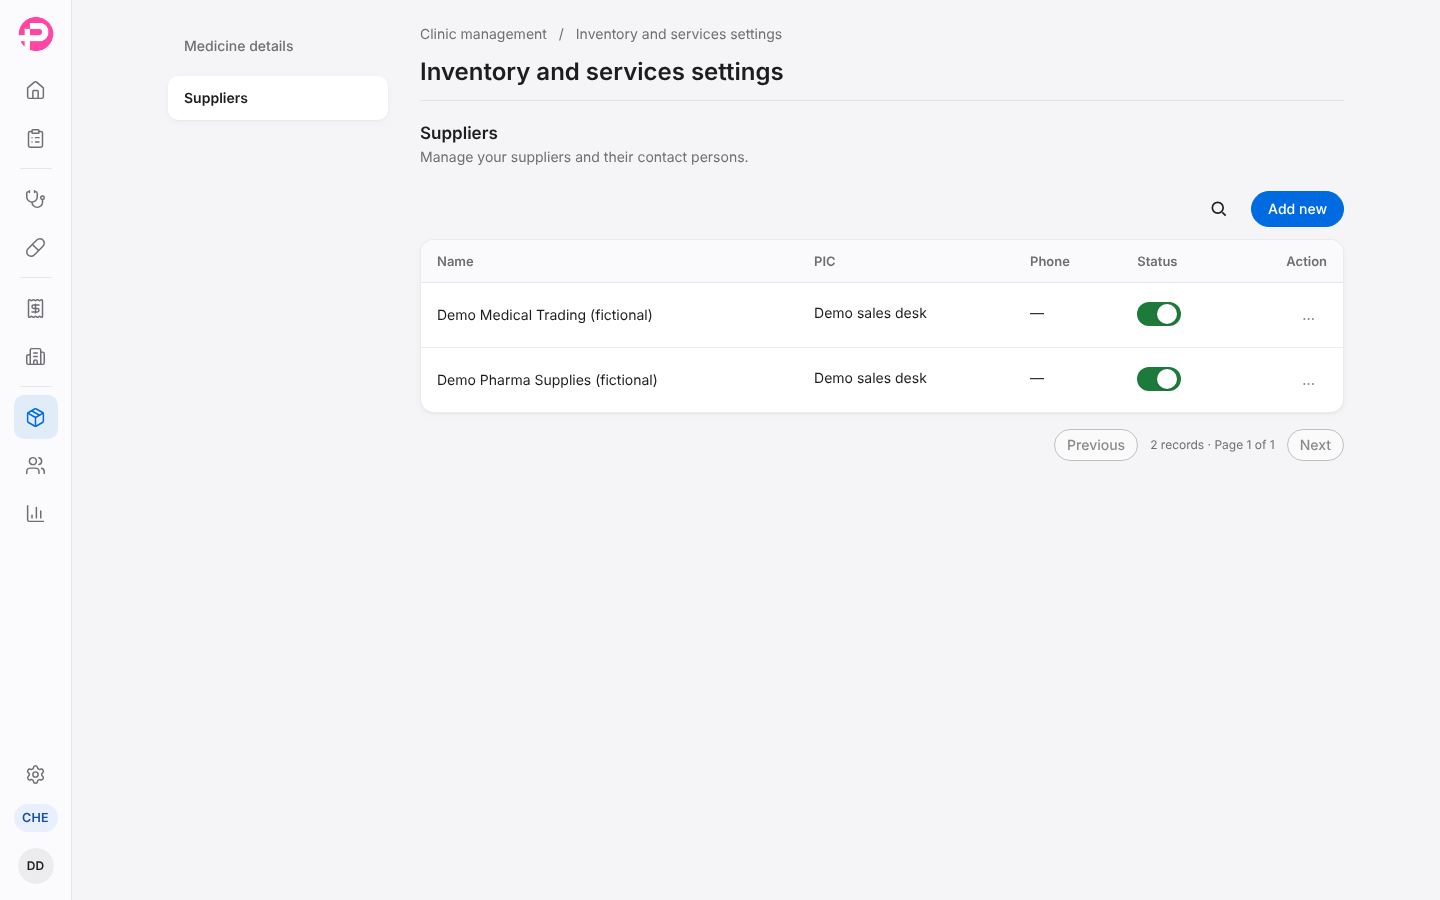 Medicine details
Suppliers
Clinic management / Inventory and services settings
Inventory and services settings
Suppliers
Manage your suppliers and their contact persons.
Add new
Name PIC Phone Status Action
Demo Medical Trading (fictional) Demo sales desk — ...
Demo Pharma Supplies (fictional) Demo sales desk — ...
Previous 2 records · Page 1 of 1 Next
CHE
DD